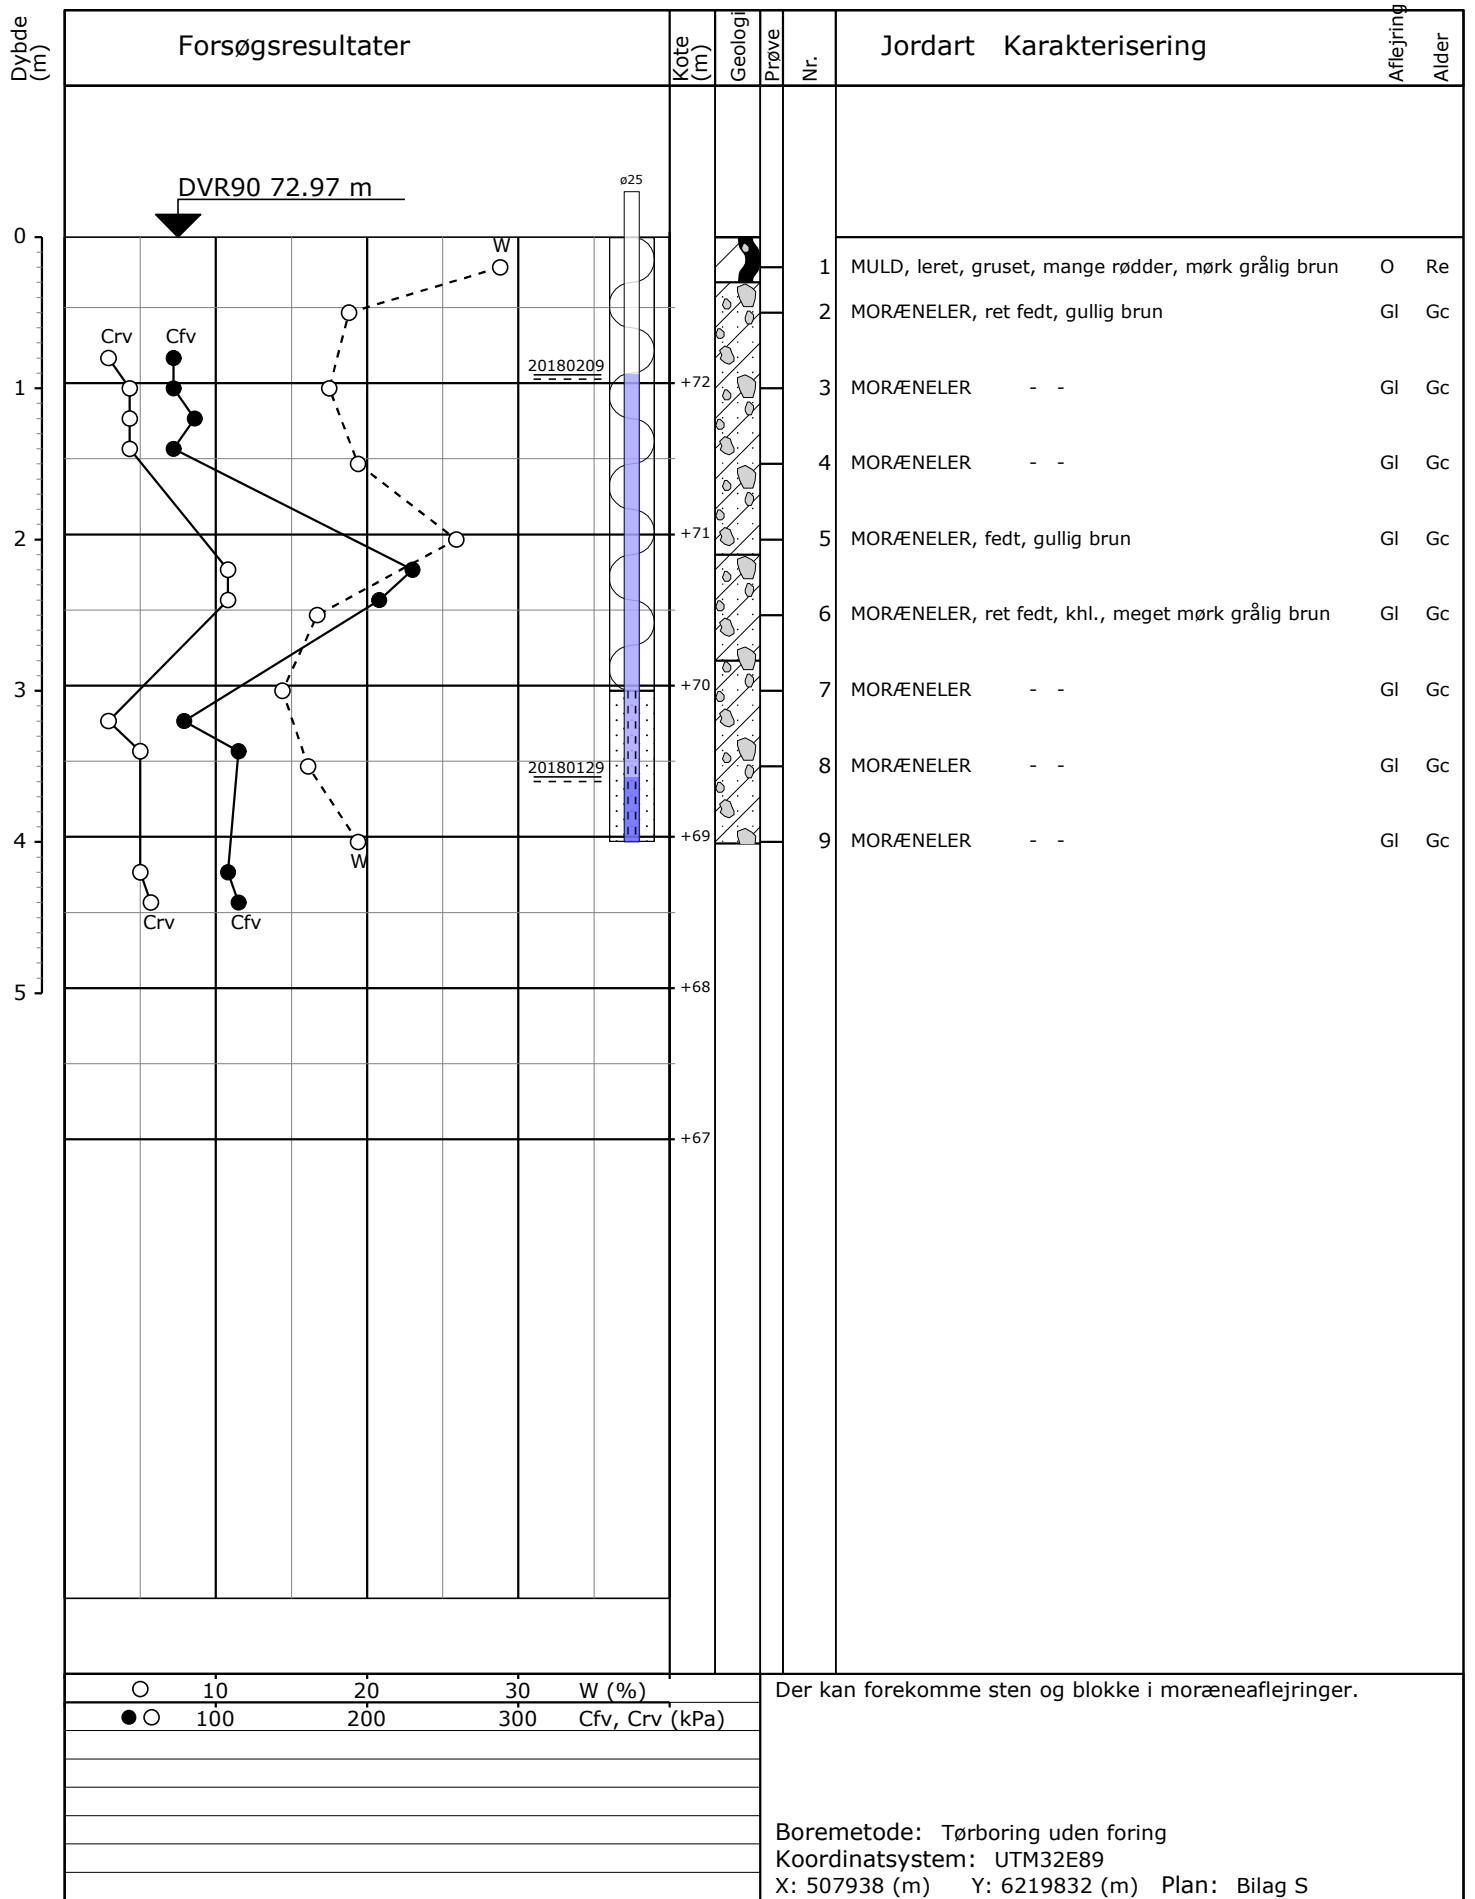 Dybde (m)
Forsøgsresultater
Kote (m)
Geologi
Prøve
Nr.
Jordart Karakterisering
Aflejring
Alder
DVR90 72.97 m
ø25
0
W
1 MULD, leret, gruset, mange rødder, mørk grålig brun O Re
2 MORÆNELER, ret fedt, gullig brun Gl Gc
Crv Cfv
20180209
1
+72
3 MORÆNELER - - Gl Gc
4 MORÆNELER - - Gl Gc
2
+71
5 MORÆNELER, fedt, gullig brun Gl Gc
6 MORÆNELER, ret fedt, khl., meget mørk grålig brun Gl Gc
3
+70
7 MORÆNELER - - Gl Gc
20180129
8 MORÆNELER - - Gl Gc
4
+69
9 MORÆNELER - - Gl Gc
W
Crv Cfv
5
+68
+67
10 20 30 W (%)
100 200 300 Cfv, Crv (kPa)
Der kan forekomme sten og blokke i moræneaflejringer.
Boremetode: Tørboring uden foring
Koordinatsystem: UTM32E89
X: 507938 (m) Y: 6219832 (m) Plan: Bilag S